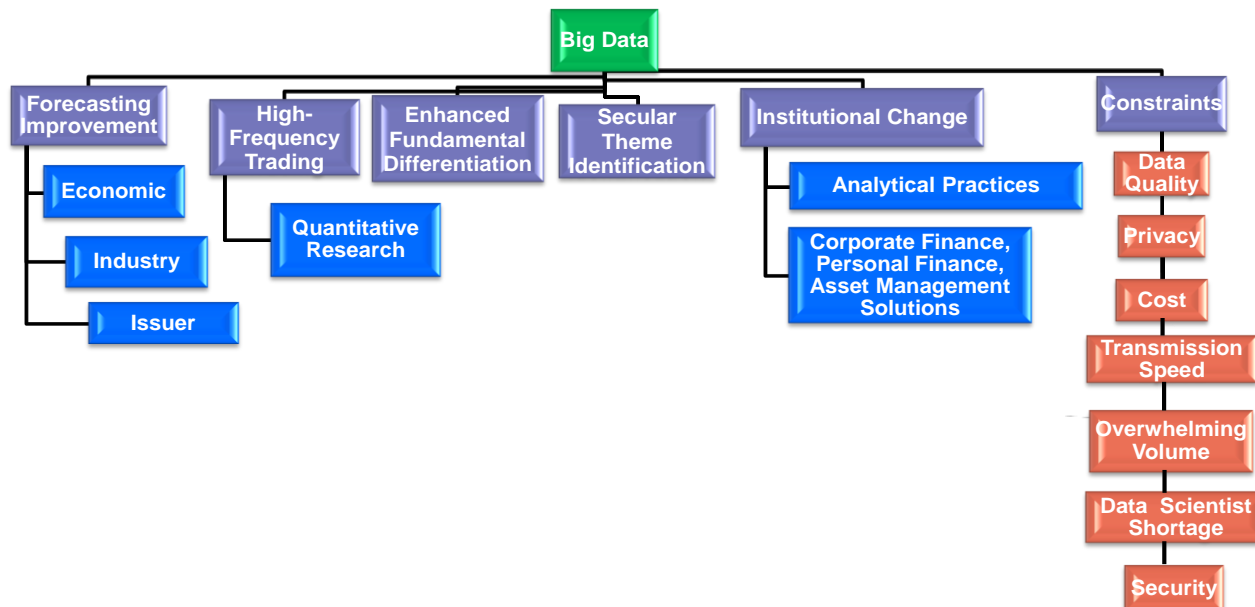 Big Data
Forecasting
Improvement
High-
Frequency
Trading
Enhanced
Fundamental
Differentiation
Secular
Theme
Identification
Institutional Change
Constraints
Economic
Industry
Issuer
Quantitative
Research
Analytical Practices
Corporate Finance,
Personal Finance,
Asset Management
Solutions
Data
Quality
Privacy
Cost
Transmission
Speed
Overwhelming
Volume
Data Scientist
Shortage
Security